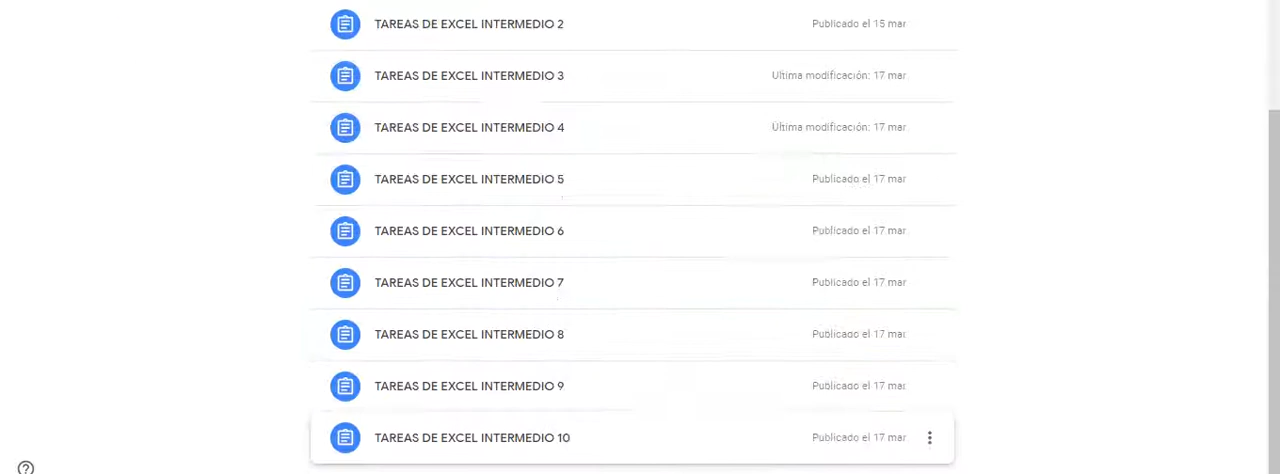 TAREAS DE EXCEL INTERMEDIO 2 Publicado el 15 mar
TAREAS DE EXCEL INTERMEDIO 3 Última modificación: 17 mar
TAREAS DE EXCEL INTERMEDIO 4 Última modificación: 17 mar
TAREAS DE EXCEL INTERMEDIO 5 Publicado el 17 mar
TAREAS DE EXCEL INTERMEDIO 6 Publicado el 17 mar
TAREAS DE EXCEL INTERMEDIO 7 Publicado el 17 mar
TAREAS DE EXCEL INTERMEDIO 8 Publicado el 17 mar
TAREAS DE EXCEL INTERMEDIO 9 Publicado el 17 mar
TAREAS DE EXCEL INTERMEDIO 10 Publicado el 17 mar